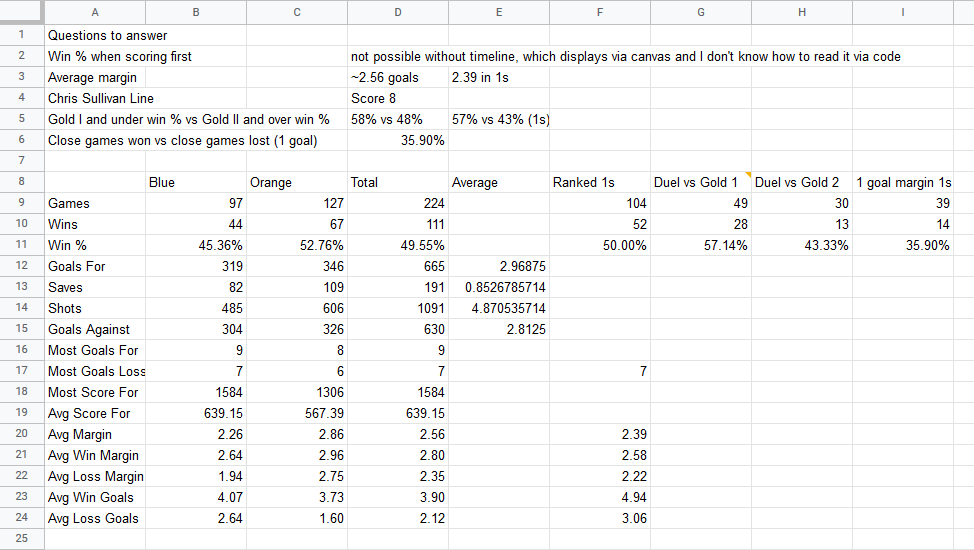 A B C D E F G H I
1 Questions to answer
2 Win % when scoring first not possible without timeline, which displays via canvas and I don't know how to read it via code
3 Average margin ~2.56 goals 2.39 in 1s
4 Chris Sullivan Line Score 8
5 Gold I and under win % vs Gold II and over win % 58% vs 48% 57% vs 43% (1s)
6 Close games won vs close games lost (1 goal) 35.90%
7
8 Blue Orange Total Average Ranked 1s Duel vs Gold 1 Duel vs Gold 2 1 goal margin 1s
9 Games 97 127 224 104 49 30 39
10 Wins 44 67 111 52 28 13 14
11 Win % 45.36% 52.76% 49.55% 50.00% 57.14% 43.33% 35.90%
12 Goals For 319 346 665 2.96875
13 Saves 82 109 191 0.8526785714
14 Shots 485 606 1091 4.870535714
15 Goals Against 304 326 630 2.8125
16 Most Goals For 9 8 9
17 Most Goals Loss 7 6 7 7
18 Most Score For 1584 1306 1584
19 Avg Score For 639.15 567.39 639.15
20 Avg Margin 2.26 2.86 2.56 2.39
21 Avg Win Margin 2.64 2.96 2.80 2.58
22 Avg Loss Margin 1.94 2.75 2.35 2.22
23 Avg Win Goals 4.07 3.73 3.90 4.94
24 Avg Loss Goals 2.64 1.60 2.12 3.06
25